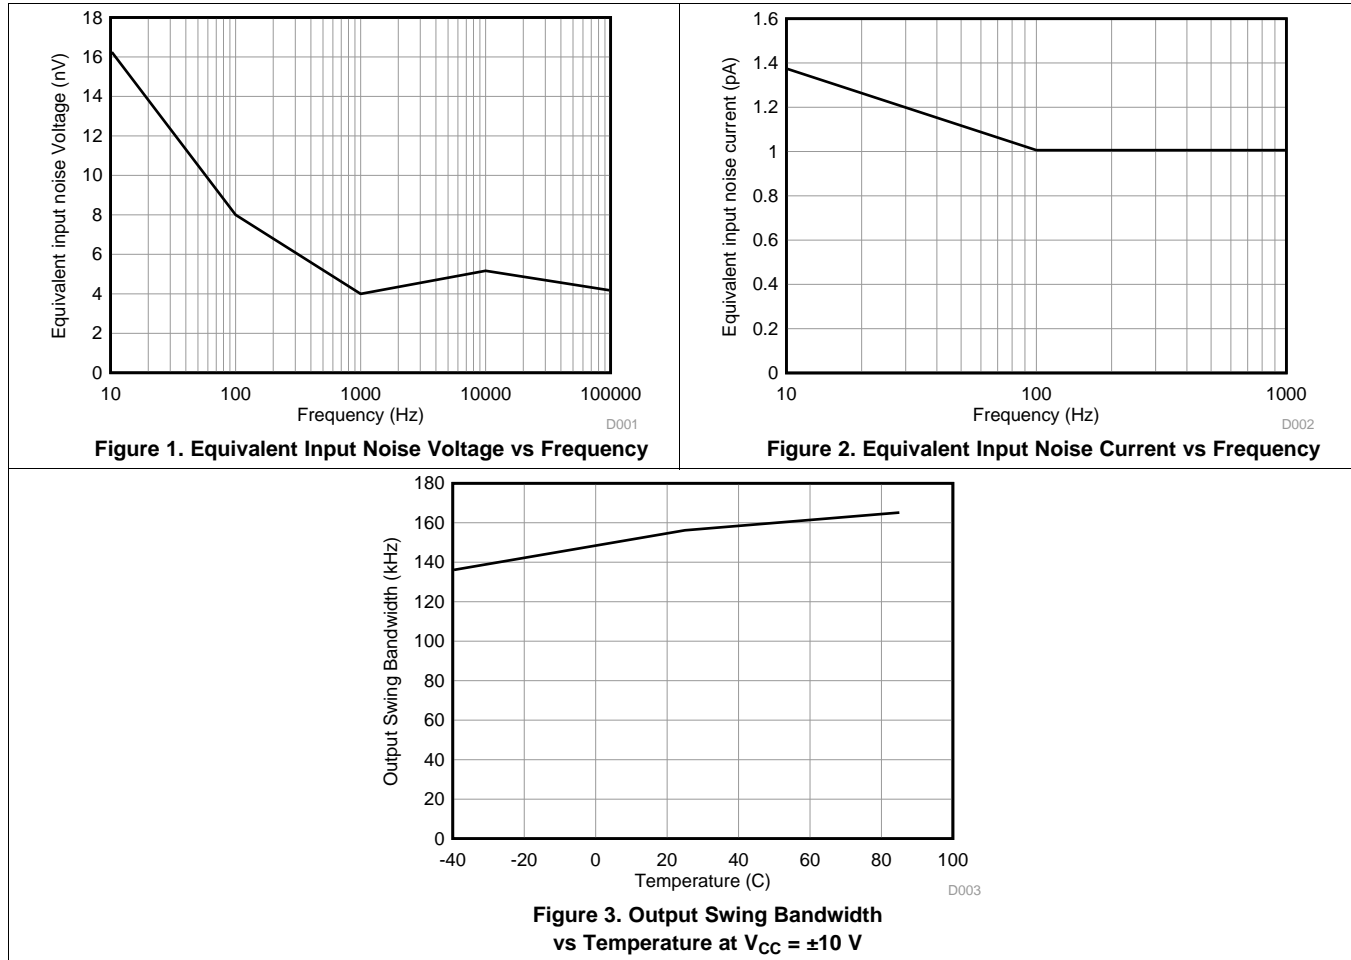 Equivalent input noise Voltage (nV)
18
16
14
12
10
8
6
4
2
0
10 100 1000 10000 100000
Frequency (Hz)
D001
Figure 1. Equivalent Input Noise Voltage vs Frequency
Equivalent input noise current (pA)
1.6
1.4
1.2
1
0.8
0.6
0.4
0.2
0
10 100 1000
Frequency (Hz)
D002
Figure 2. Equivalent Input Noise Current vs Frequency
Output Swing Bandwidth (kHz)
180
160
140
120
100
80
60
40
20
0
-40 -20 0 20 40 60 80 100
Temperature (C)
D003
Figure 3. Output Swing Bandwidth
vs Temperature at VCC = ±10 V